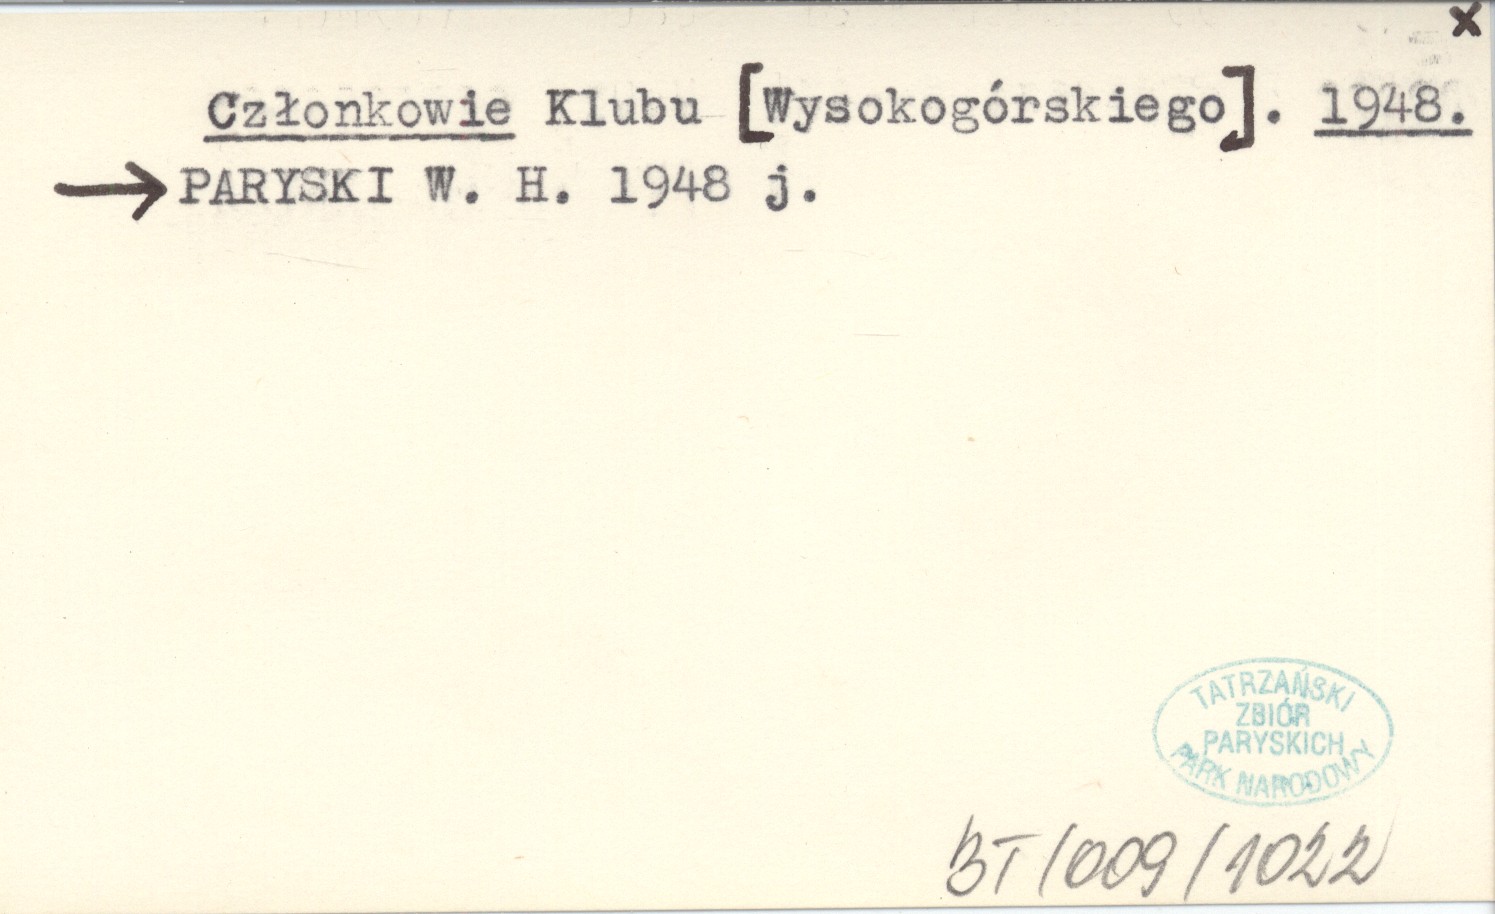 x
Członkowie Klubu [Wysokogórskiego]. 1948.
→ PARYSKI W. H. 1948 j.
TATRZAŃSKI
ZBIÓR
PARYSKICH
PARK NARODOWY
BT/009/1022